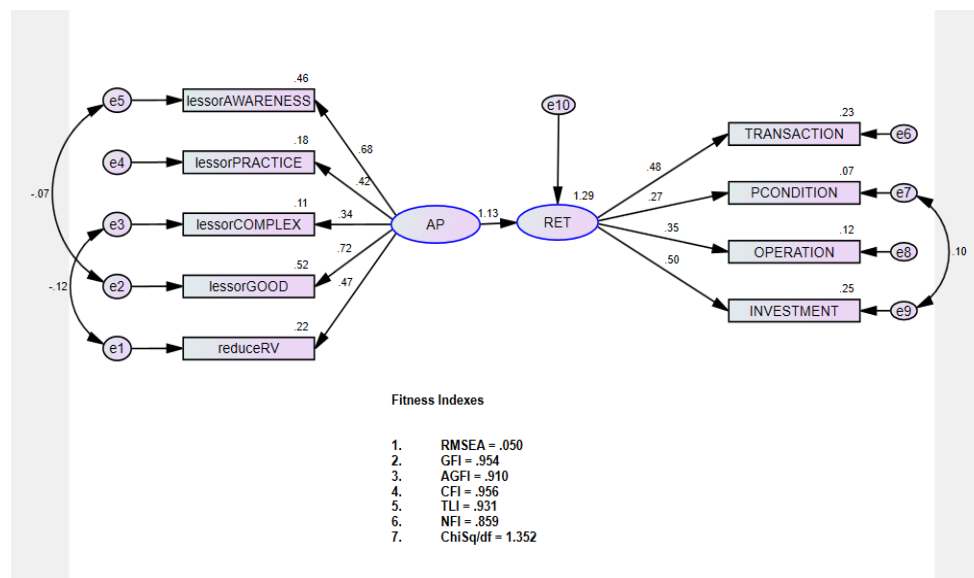 .46
e5 lessorAWARENESS
.18
e4 lessorPRACTICE
.11
e3 lessorCOMPLEX
.52
e2 lessorGOOD
.22
e1 reduceRV
-.07
-.12
.68
.42
.34
.72
.47
AP
1.13
e10
1.29
RET
.48
.27
.35
.50
.23
TRANSACTION e6
.07
PCONDITION e7
.12
OPERATION e8
.25
INVESTMENT e9
.10
Fitness Indexes
1. RMSEA = .050
2. GFI = .954
3. AGFI = .910
4. CFI = .956
5. TLI = .931
6. NFI = .859
7. ChiSq/df = 1.352